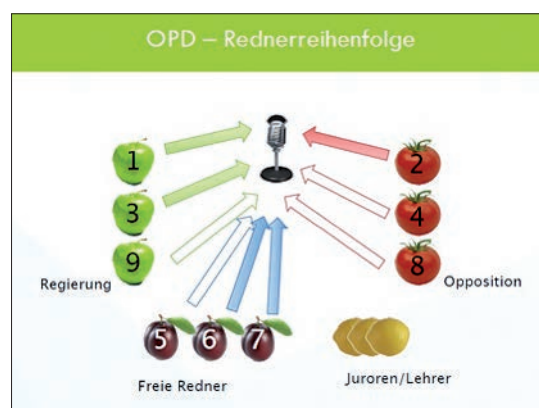 OPD – Rednerreihenfolge
1
2
3
4
9
8
Regierung
Opposition
5 6 7
Freie Redner
Juroren/Lehrer